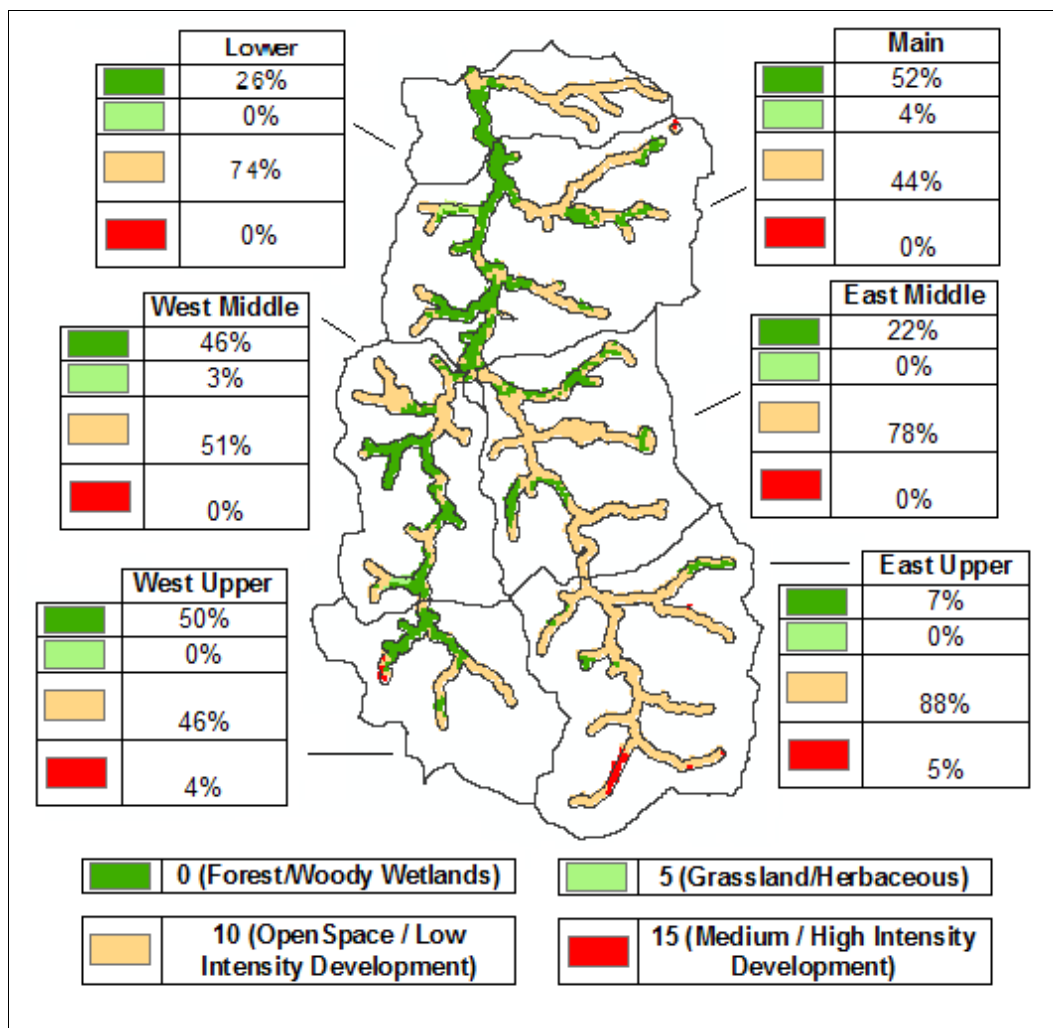 Lower
26%
0%
74%
0%
Main
52%
4%
44%
0%
West Middle
46%
3%
51%
0%
East Middle
22%
0%
78%
0%
West Upper
50%
0%
46%
4%
East Upper
7%
0%
88%
5%
0 (Forest/Woody Wetlands)
5 (Grassland/Herbaceous)
10 (Open Space / Low
Intensity Development)
15 (Medium / High Intensity
Development)